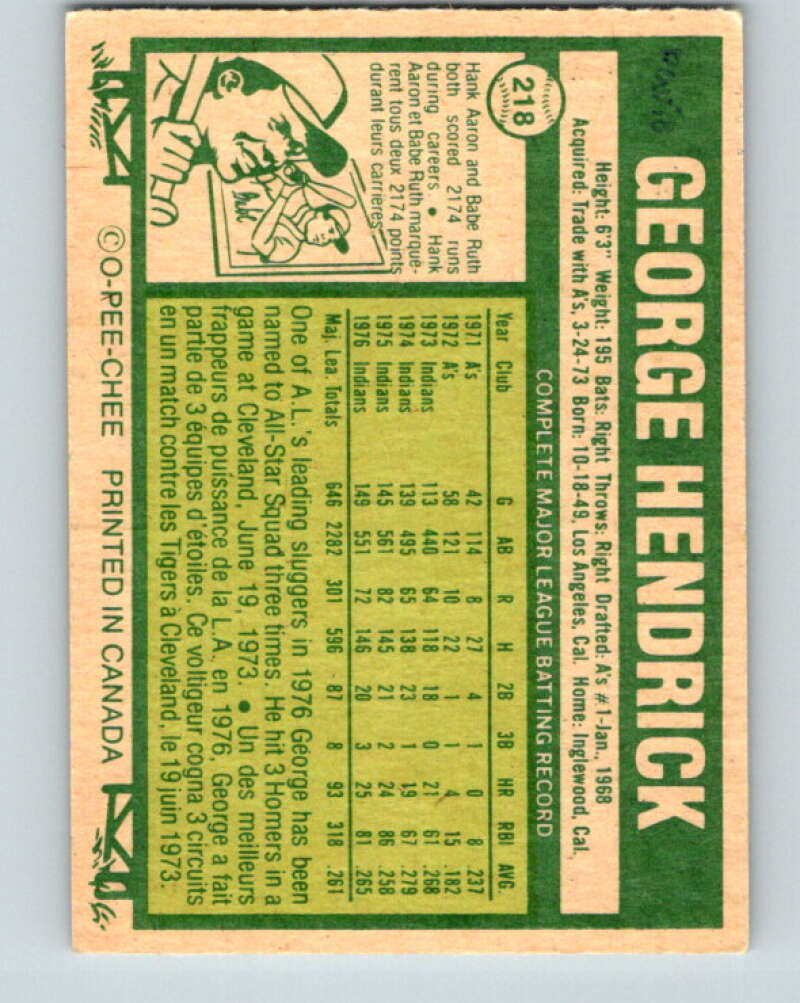 GEORGE HENDRICK
218
Height: 6'3" Weight: 195 Bats: Right Throws: Right Drafted: A's #1-Jan., 1968
Acquired: Trade with A's, 3-24-73 Born: 10-18-49, Los Angeles, Cal. Home: Inglewood, Cal.
Hank Aaron and Babe Ruth
both scored 2174 runs
during careers. • Hank
Aaron et Babe Ruth marquè-
rent tous deux 2174 points
durant leurs carrières
COMPLETE MAJOR LEAGUE BATTING RECORD
Year Club G AB R H 2B 3B HR RBI AVG.
1971 A's 42 114 8 27 4 1 0 8 .237
1972 A's 58 121 10 22 1 1 4 15 .182
1973 Indians 113 440 64 118 18 0 21 61 .268
1974 Indians 139 495 65 138 23 1 19 67 .279
1975 Indians 145 561 82 145 21 2 24 86 .258
1976 Indians 149 551 72 146 20 3 25 81 .265
Maj. Lea. Totals 646 2282 301 596 87 8 93 318 .261
One of A.L.'s leading sluggers in 1976 George has been
named to All-Star Squad three times. He hit 3 Homers in a
game at Cleveland, June 19, 1973. • Un des meilleurs
frappeurs de puissance de la L.A. en 1976, George a fait
partie de 3 équipes d'étoiles. Ce voltigeur cogna 3 circuits
en un match contre les Tigers à Cleveland, le 19 juin 1973.
©O-PEE-CHEE PRINTED IN CANADA